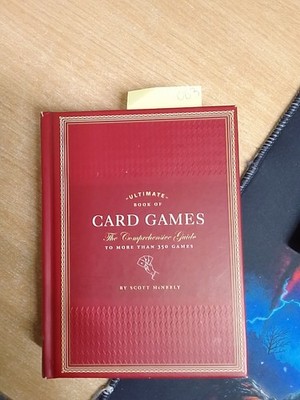 ULTIMATE
BOOK OF
CARD GAMES
The Comprehensive Guide
TO MORE THAN 350 GAMES
BY SCOTT McNEELY